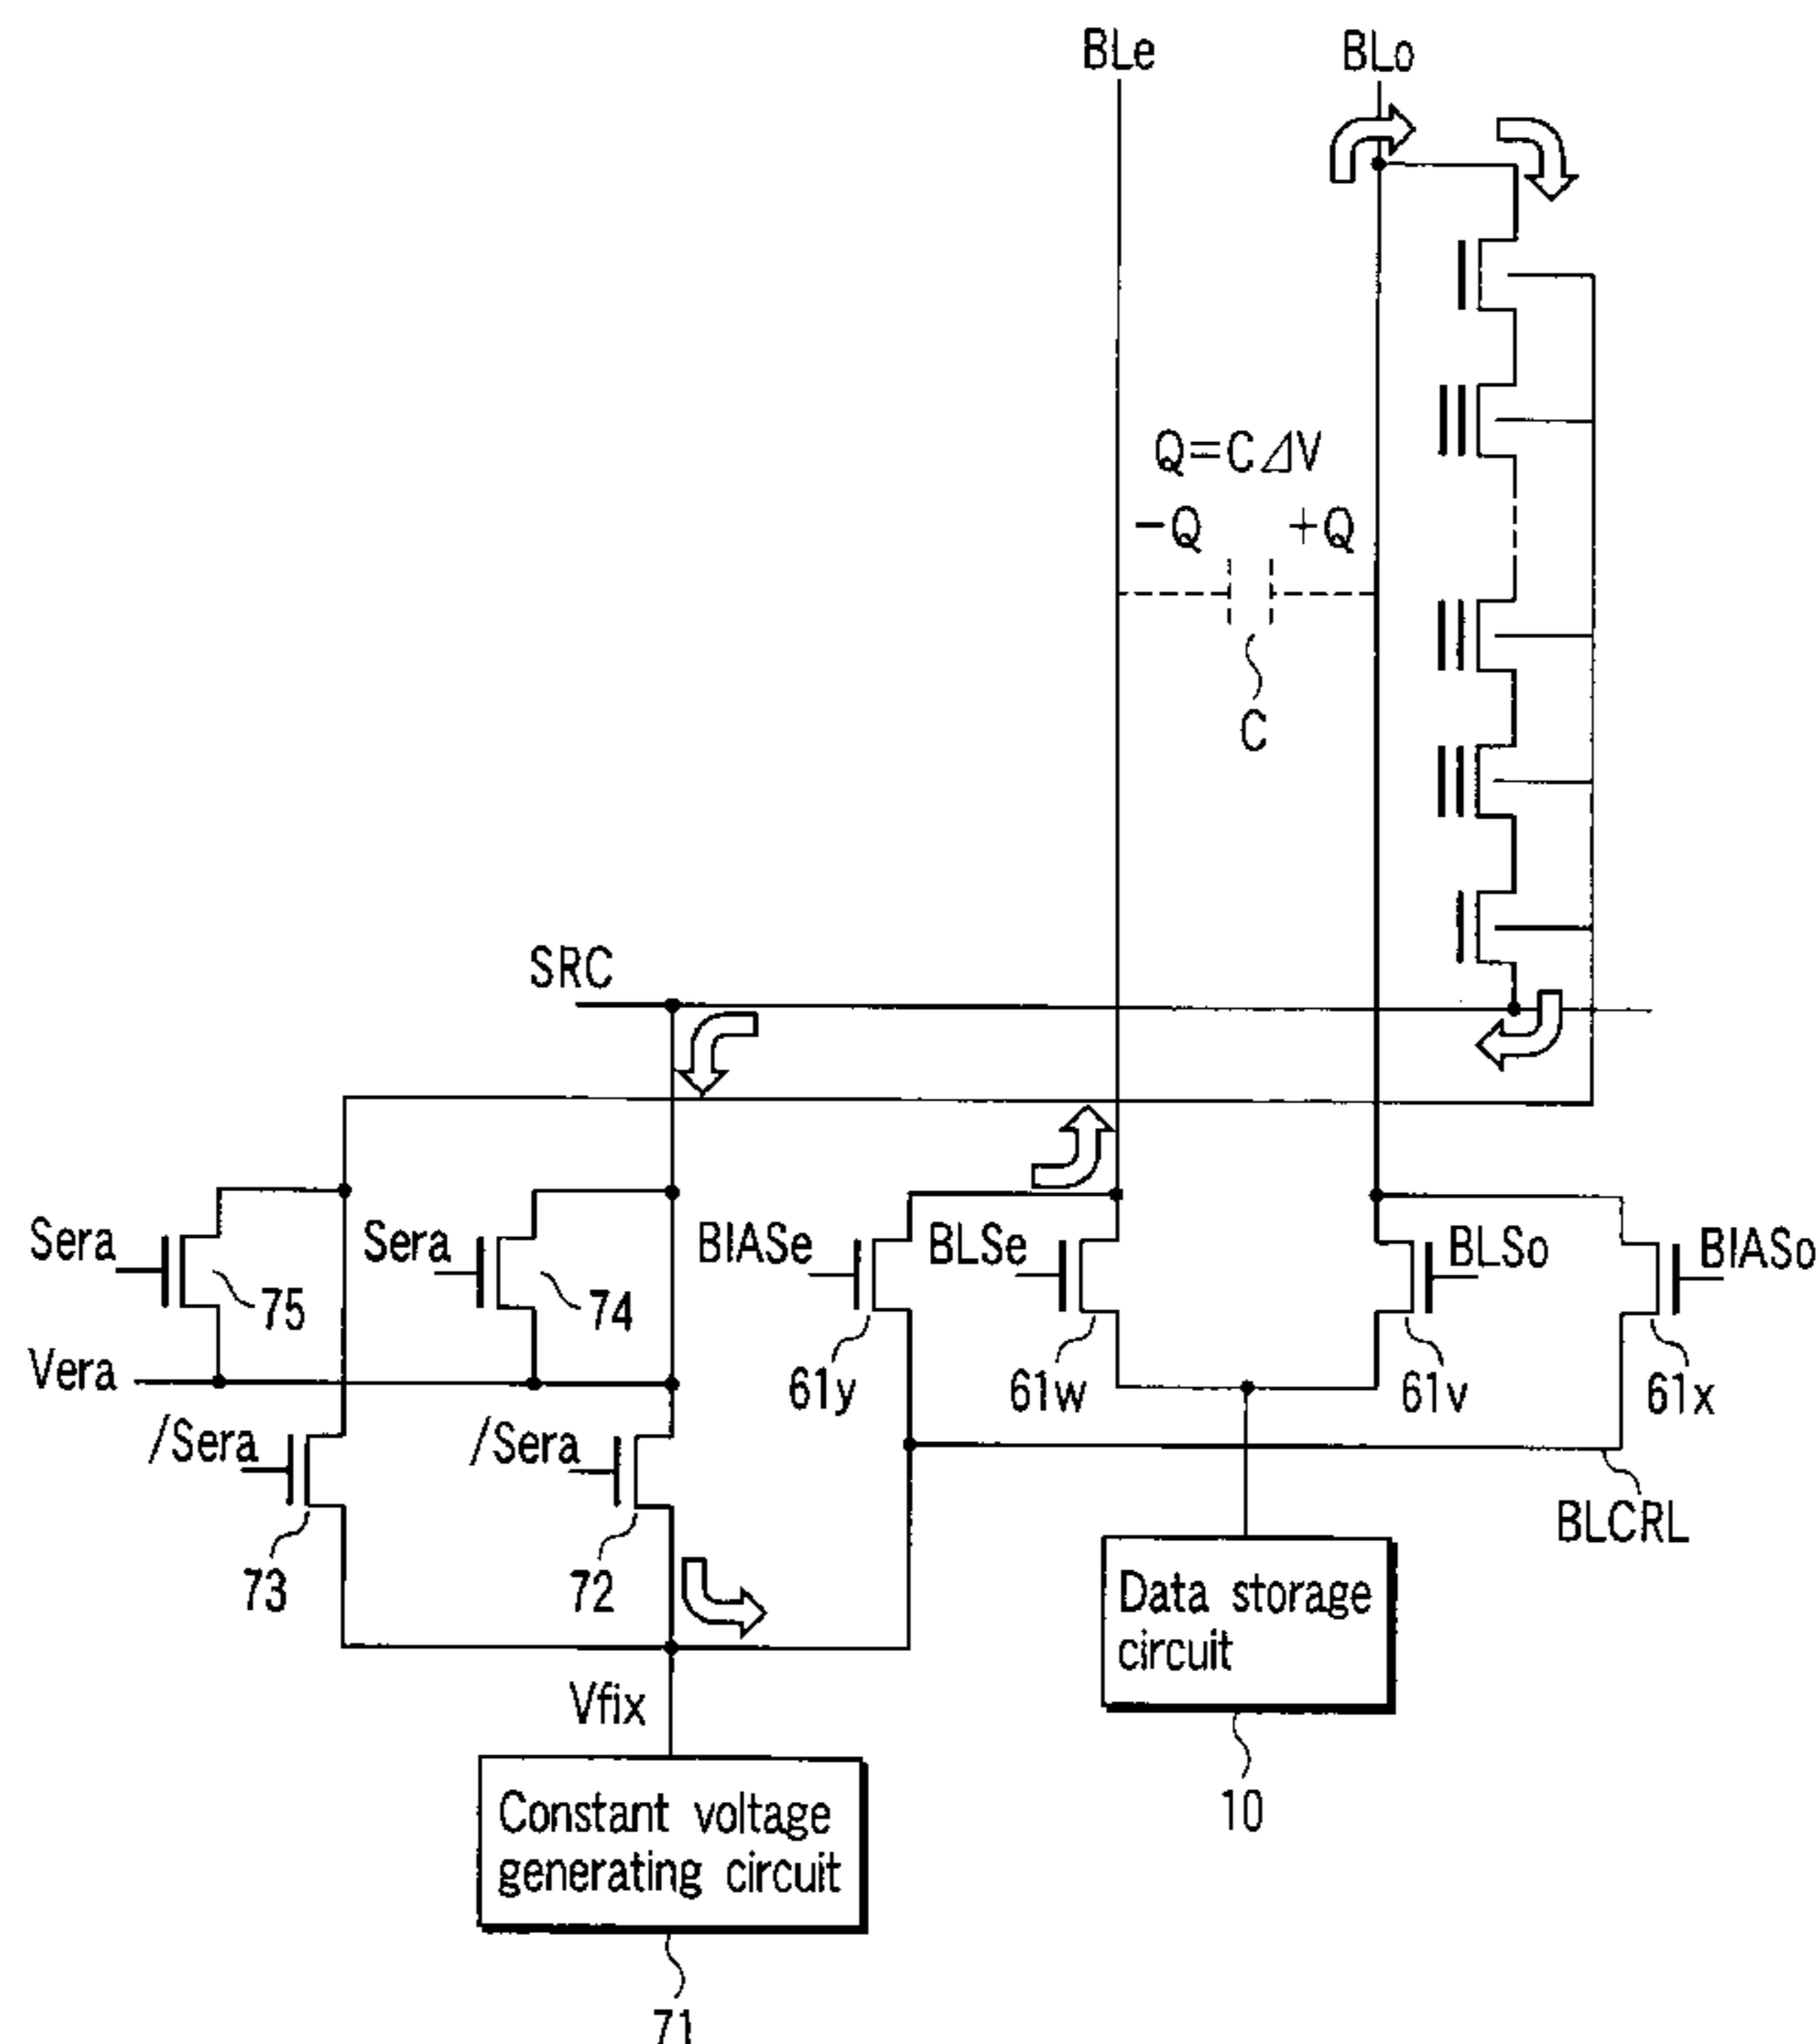 BLe
BLo
Q=C⊿V
−Q
+Q
C
SRC
Sera
75
Sera
74
BIASe
BLSe
BLSo
BIASo
Vera
61y
61w
61v
61x
/Sera
/Sera
73
72
BLCRL
Data storage
circuit
Vfix
10
Constant voltage
generating circuit
71